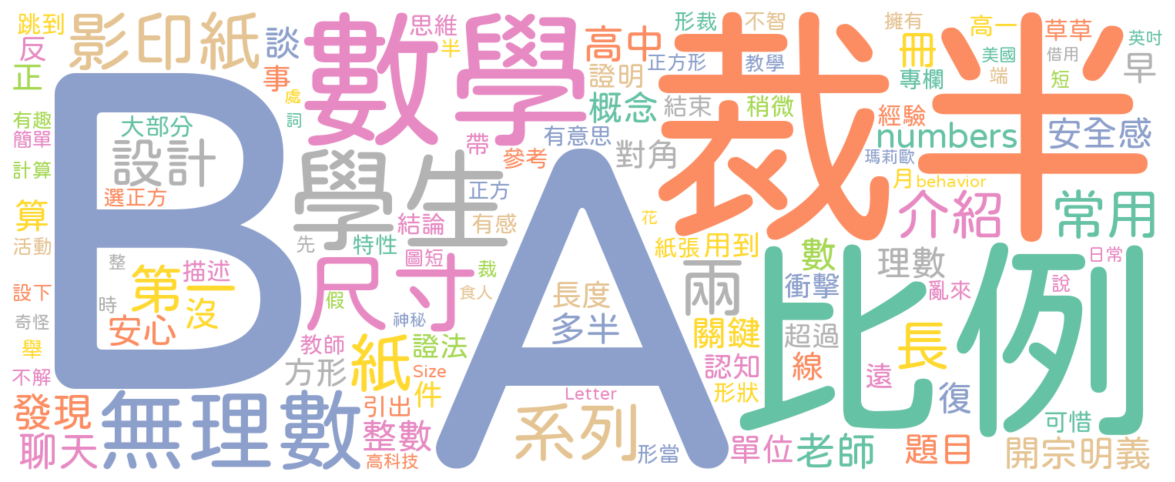 跳到 影印紙 談 數學 思維 半 高中 形裁 不智 裁半 擁有 高一 草草 英吋
反 事 證明 正方形 教學 冊 專欄 美國 端 借用 短 早
正 處 詞 概念 結束 稍微 經驗
有趣 簡單 大部分 B 設計 學生 帶 有意思 參考 對角 numbers 安全感
計算 選正方 正方 A 瑪莉歐 月 behavior
算 活動 整 先 特性 結論 有感 花 介紹 常用
設下 第一 描述 時 尺寸 圖短 裁 紙張 用到 數 理數 比例 日常
奇怪 沒 安心 假 神秘 食人 長度 兩 衝擊 亂來 說
舉 教師 紙 證法 多半 關鍵 超過 長
不解 方形 Size 件 Letter 認知 形狀 線 遠 復
發現 無理數 引出 系列 可惜
聊天 整數 高科技 形當 單位 老師 題目 開宗明義